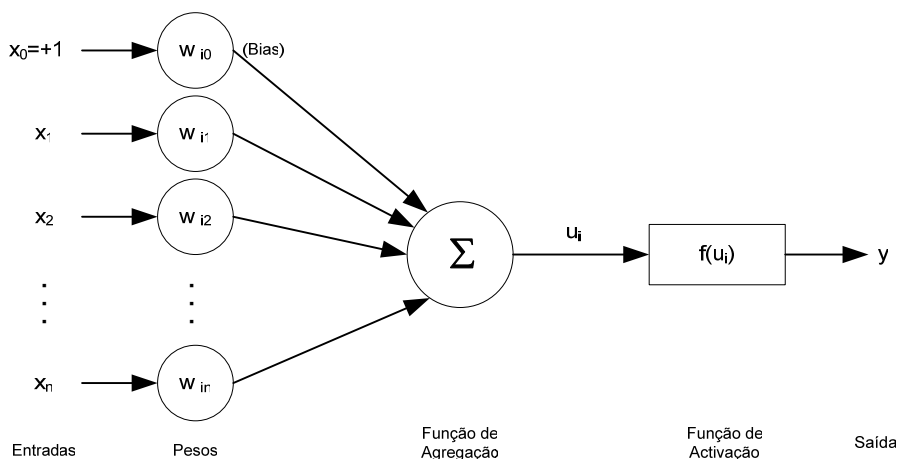 x₀=+1 w i0 (Bias)
x₁ w i1
x₂ w i2
Σ uᵢ f(uᵢ) y
xₙ w in
Entradas Pesos Função de Agregação Função de Activação Saída